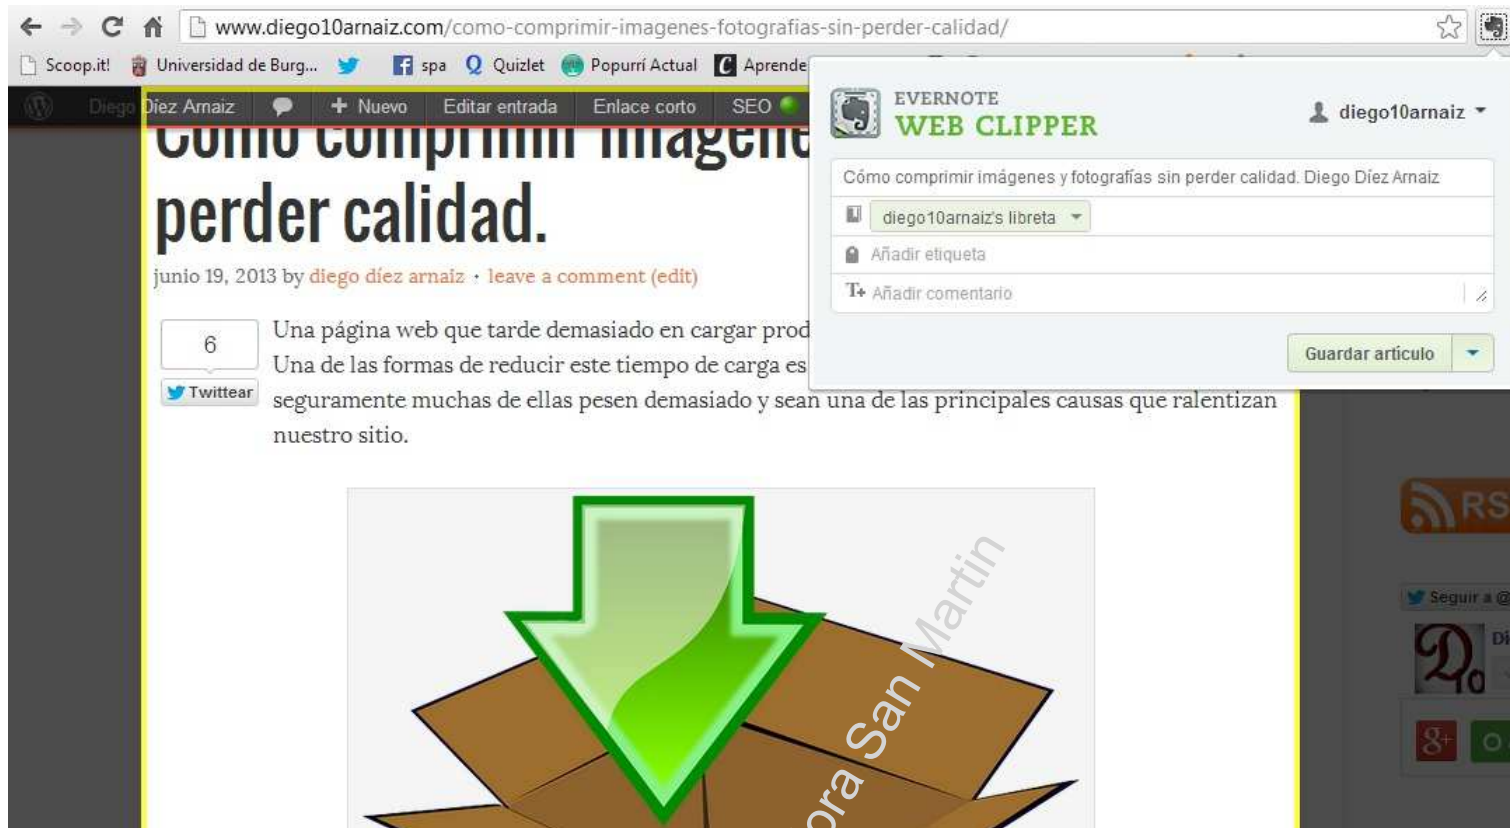 www.diego10arnaiz.com/como-comprimir-imagenes-fotografias-sin-perder-calidad/
Scoop.it! Universidad de Burg... spa Quizlet Popurrí Actual Aprende
Diego Díez Arnaiz + Nuevo Editar entrada Enlace corto SEO
EVERNOTE
WEB CLIPPER
diego10arnaiz
Cómo comprimir imágenes y fotografías sin perder calidad. Diego Díez Arnaiz
diego10arnaiz's libreta
Añadir etiqueta
T+ Añadir comentario
Guardar artículo
perder calidad.
junio 19, 2013 by diego díez arnaiz · leave a comment (edit)
6
Twittear
Una página web que tarde demasiado en cargar prod
Una de las formas de reducir este tiempo de carga es
seguramente muchas de ellas pesen demasiado y sean una de las principales causas que ralentizan
nuestro sitio.
RS
Seguir a @
Di
g+
ora San Martin